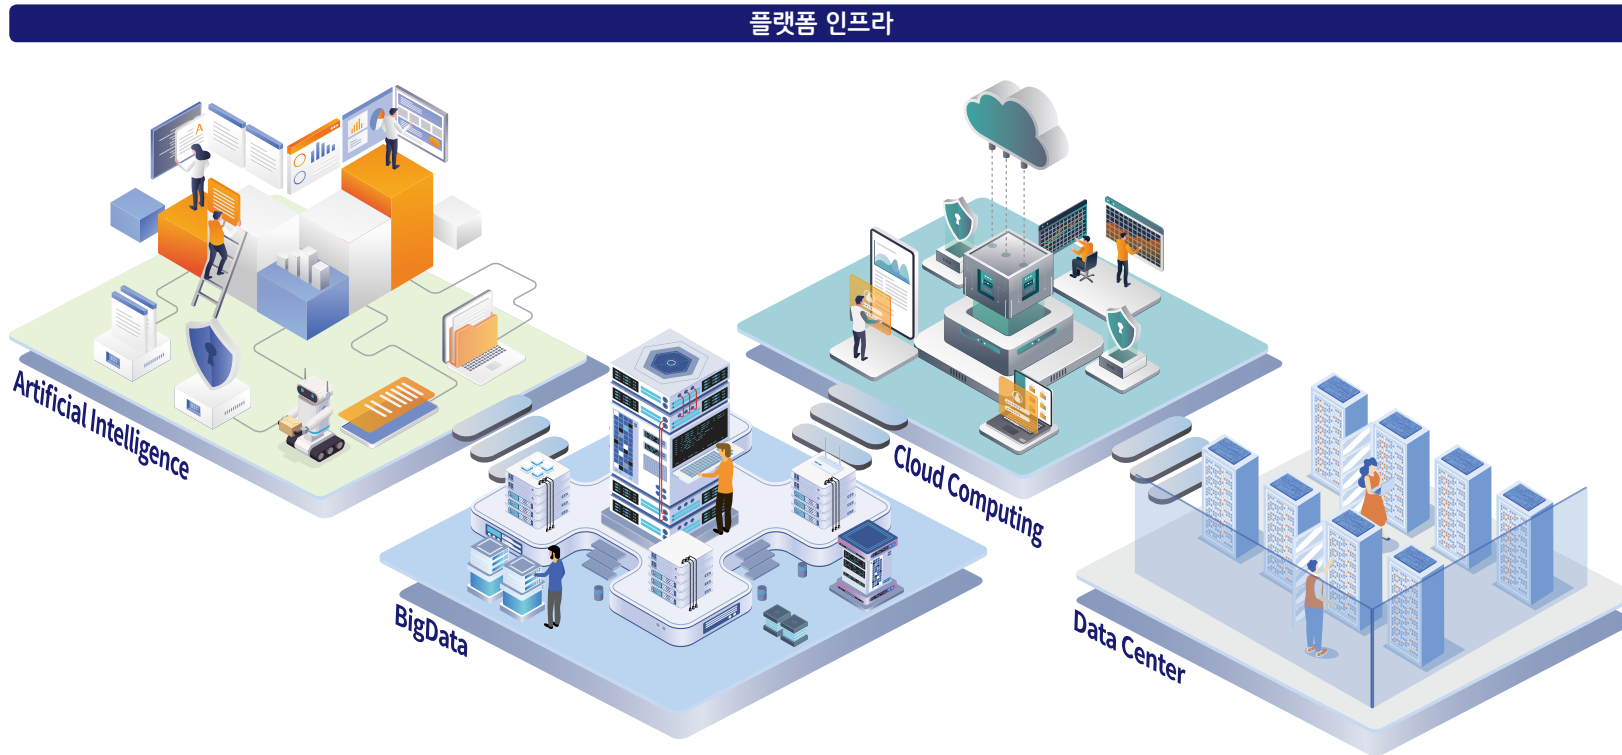 플랫폼 인프라
Artificial Intelligence
BigData
Cloud Computing
Data Center
A